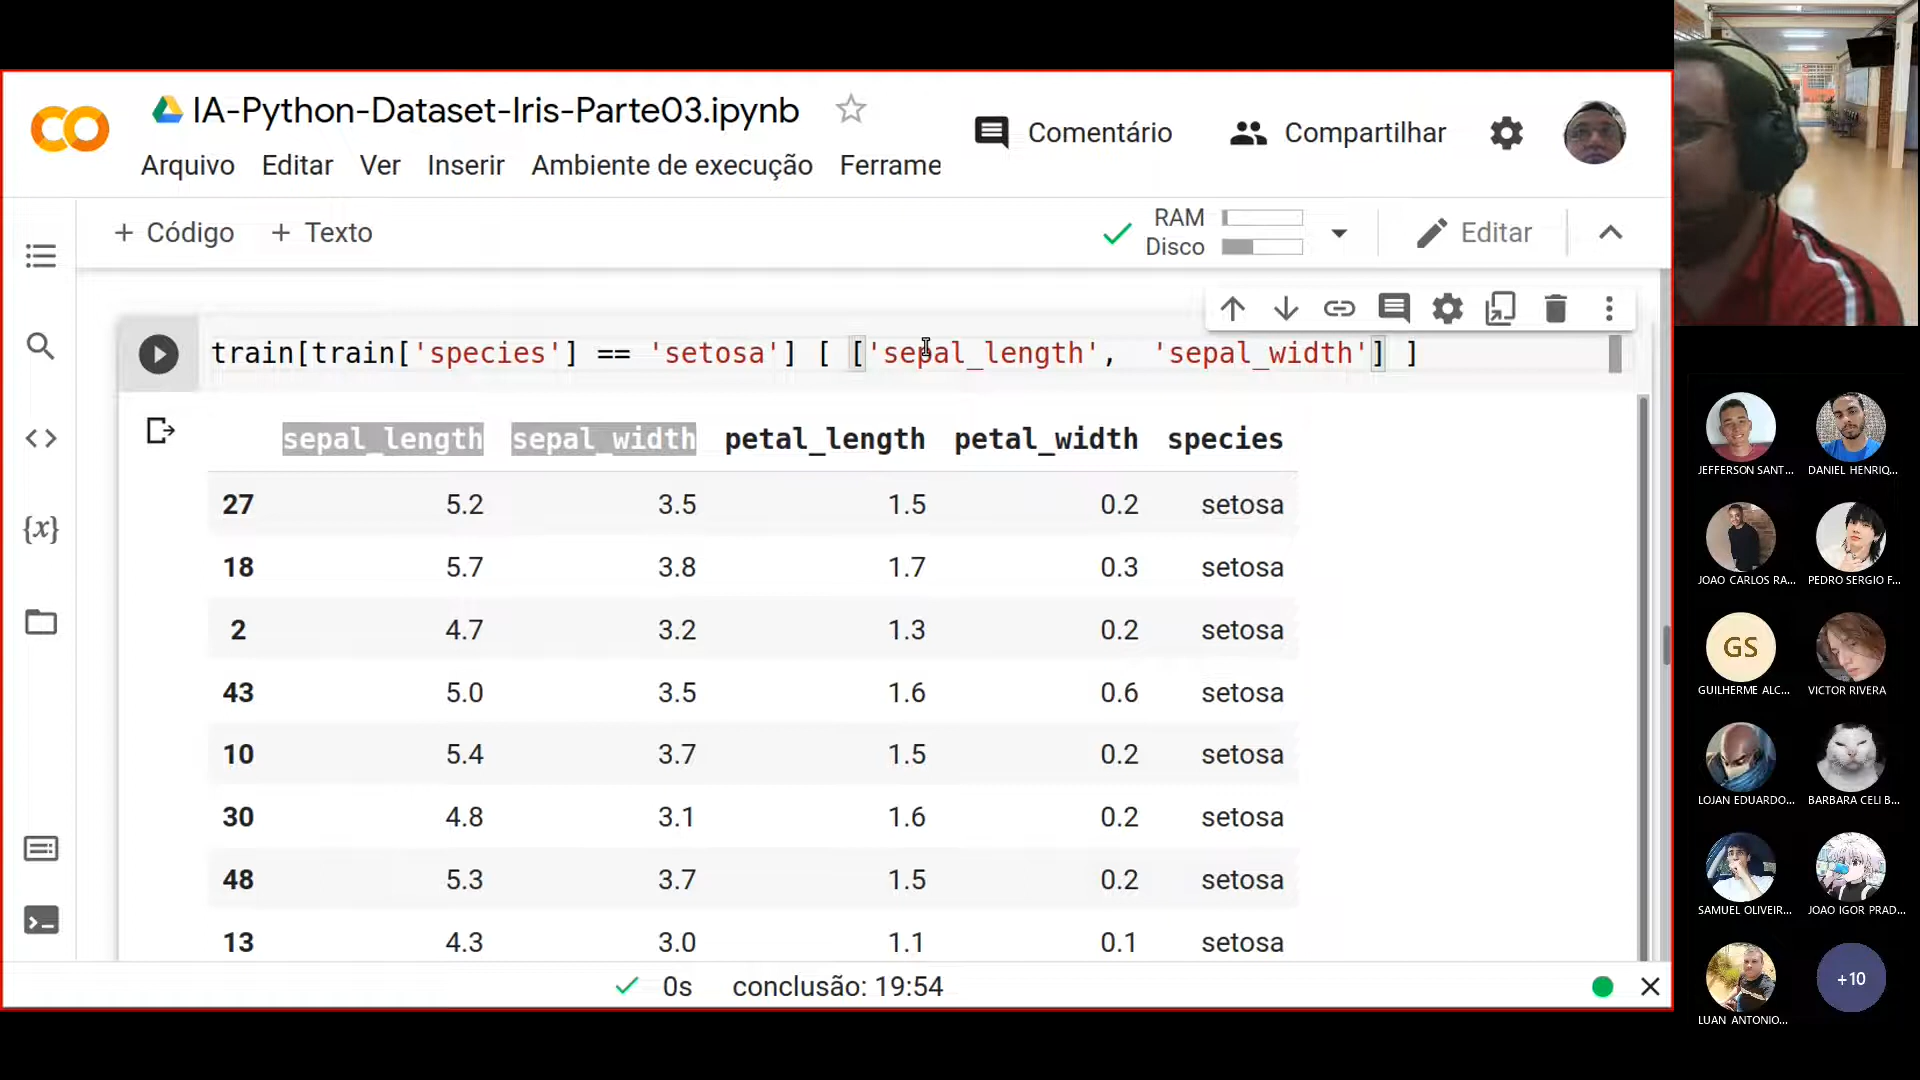 IA-Python-Dataset-Iris-Parte03.ipynb
Comentário
Compartilhar
Arquivo Editar Ver Inserir Ambiente de execução Ferrame
+ Código + Texto
RAM
Disco
Editar
train[train['species'] == 'setosa'] [ ['sepal_length', 'sepal_width'] ]
sepal_length sepal_width petal_length petal_width species
27 5.2 3.5 1.5 0.2 setosa
18 5.7 3.8 1.7 0.3 setosa
2 4.7 3.2 1.3 0.2 setosa
43 5.0 3.5 1.6 0.6 setosa
10 5.4 3.7 1.5 0.2 setosa
30 4.8 3.1 1.6 0.2 setosa
48 5.3 3.7 1.5 0.2 setosa
13 4.3 3.0 1.1 0.1 setosa
0s conclusão: 19:54
JEFFERSON SANT... DANIEL HENRIQ...
JOAO CARLOS RA... PEDRO SERGIO F...
GS
GUILHERME ALC... VICTOR RIVERA
LOJAN EDUARDO... BARBARA CELI B...
SAMUEL OLIVEIR... JOAO IGOR PRAD...
+10
LUAN ANTONIO...